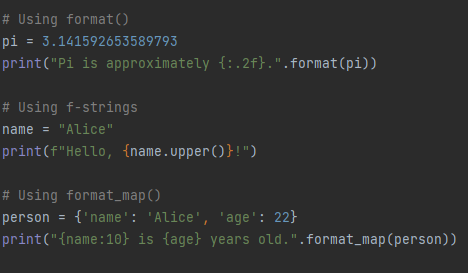 # Using format()
pi = 3.141592653589793
print("Pi is approximately {:.2f}.".format(pi))

# Using f-strings
name = "Alice"
print(f"Hello, {name.upper()}!")

# Using format_map()
person = {'name': 'Alice', 'age': 22}
print("{name:10} is {age} years old.".format_map(person))